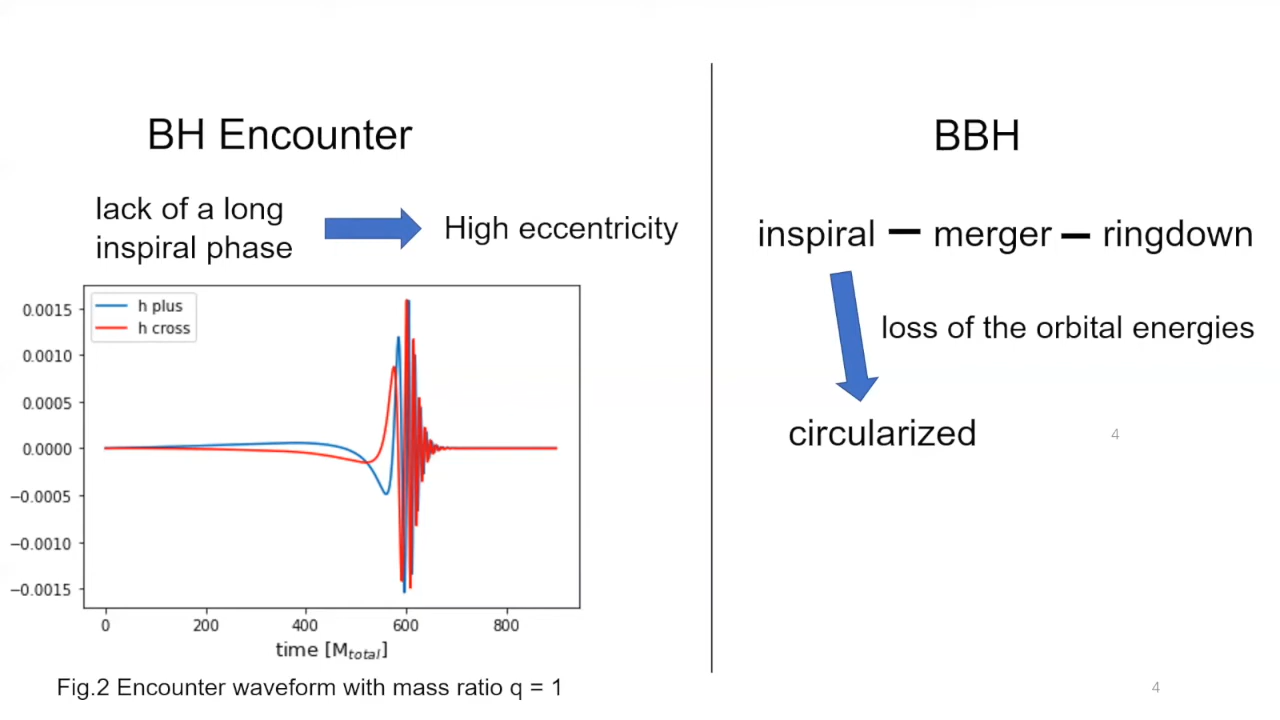 BH Encounter
lack of a long
inspiral phase
High eccentricity
h plus
h cross
0.0015
0.0010
0.0005
0.0000
−0.0005
−0.0010
−0.0015
0 200 400 600 800
time [M_total]
Fig.2 Encounter waveform with mass ratio q = 1
BBH
inspiral – merger – ringdown
loss of the orbital energies
circularized
4
4